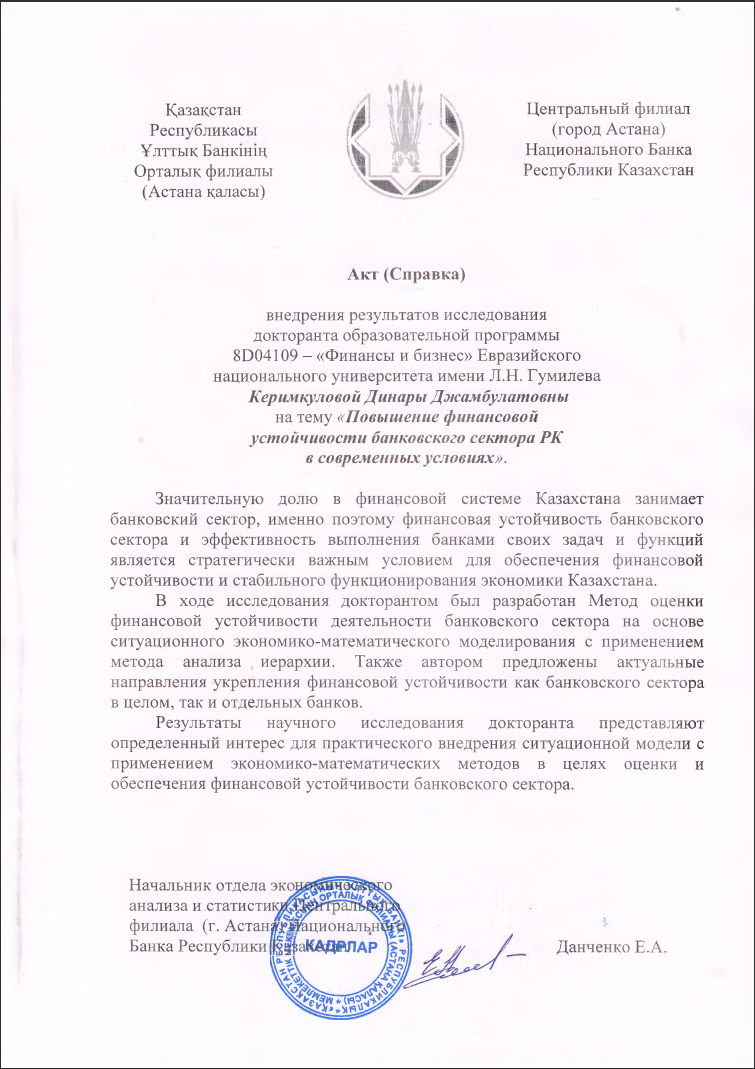 Қазақстан
Республикасы
Ұлттық Банкінің
Орталық филиалы
(Астана қаласы)
Центральный филиал
(город Астана)
Национального Банка
Республики Казахстан
Акт (Справка)
внедрения результатов исследования
докторанта образовательной программы
8D04109 – «Финансы и бизнес» Евразийского
национального университета имени Л.Н. Гумилева
Керимкуловой Динары Джамбулатовны
на тему «Повышение финансовой
устойчивости банковского сектора РК
в современных условиях».
Значительную долю в финансовой системе Казахстана занимает
банковский сектор, именно поэтому финансовая устойчивость банковского
сектора и эффективность выполнения банками своих задач и функций
является стратегически важным условием для обеспечения финансовой
устойчивости и стабильного функционирования экономики Казахстана.
В ходе исследования докторантом был разработан Метод оценки
финансовой устойчивости деятельности банковского сектора на основе
ситуационного экономико-математического моделирования с применением
метода анализа иерархии. Также автором предложены актуальные
направления укрепления финансовой устойчивости как банковского сектора
в целом, так и отдельных банков.
Результаты научного исследования докторанта представляют
определенный интерес для практического внедрения ситуационной модели с
применением экономико-математических методов в целях оценки и
обеспечения финансовой устойчивости банковского сектора.
Начальник отдела экономического
анализа и статистики Центрального
филиала (г. Астана) Национального
Банка Республики Казахстан
Данченко Е.А.
КАДРЛАР